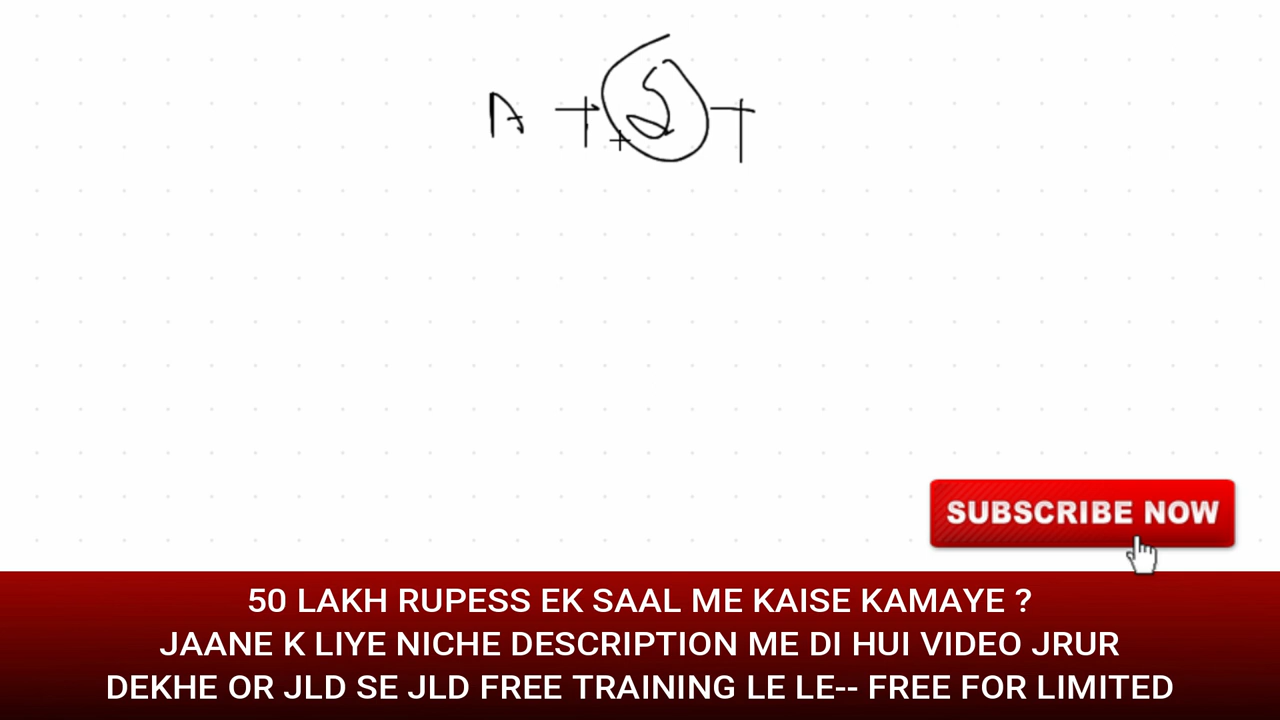 A T 2 T
SUBSCRIBE NOW
50 LAKH RUPESS EK SAAL ME KAISE KAMAYE ?
JAANE K LIYE NICHE DESCRIPTION ME DI HUI VIDEO JRUR
DEKHE OR JLD SE JLD FREE TRAINING LE LE-- FREE FOR LIMITED